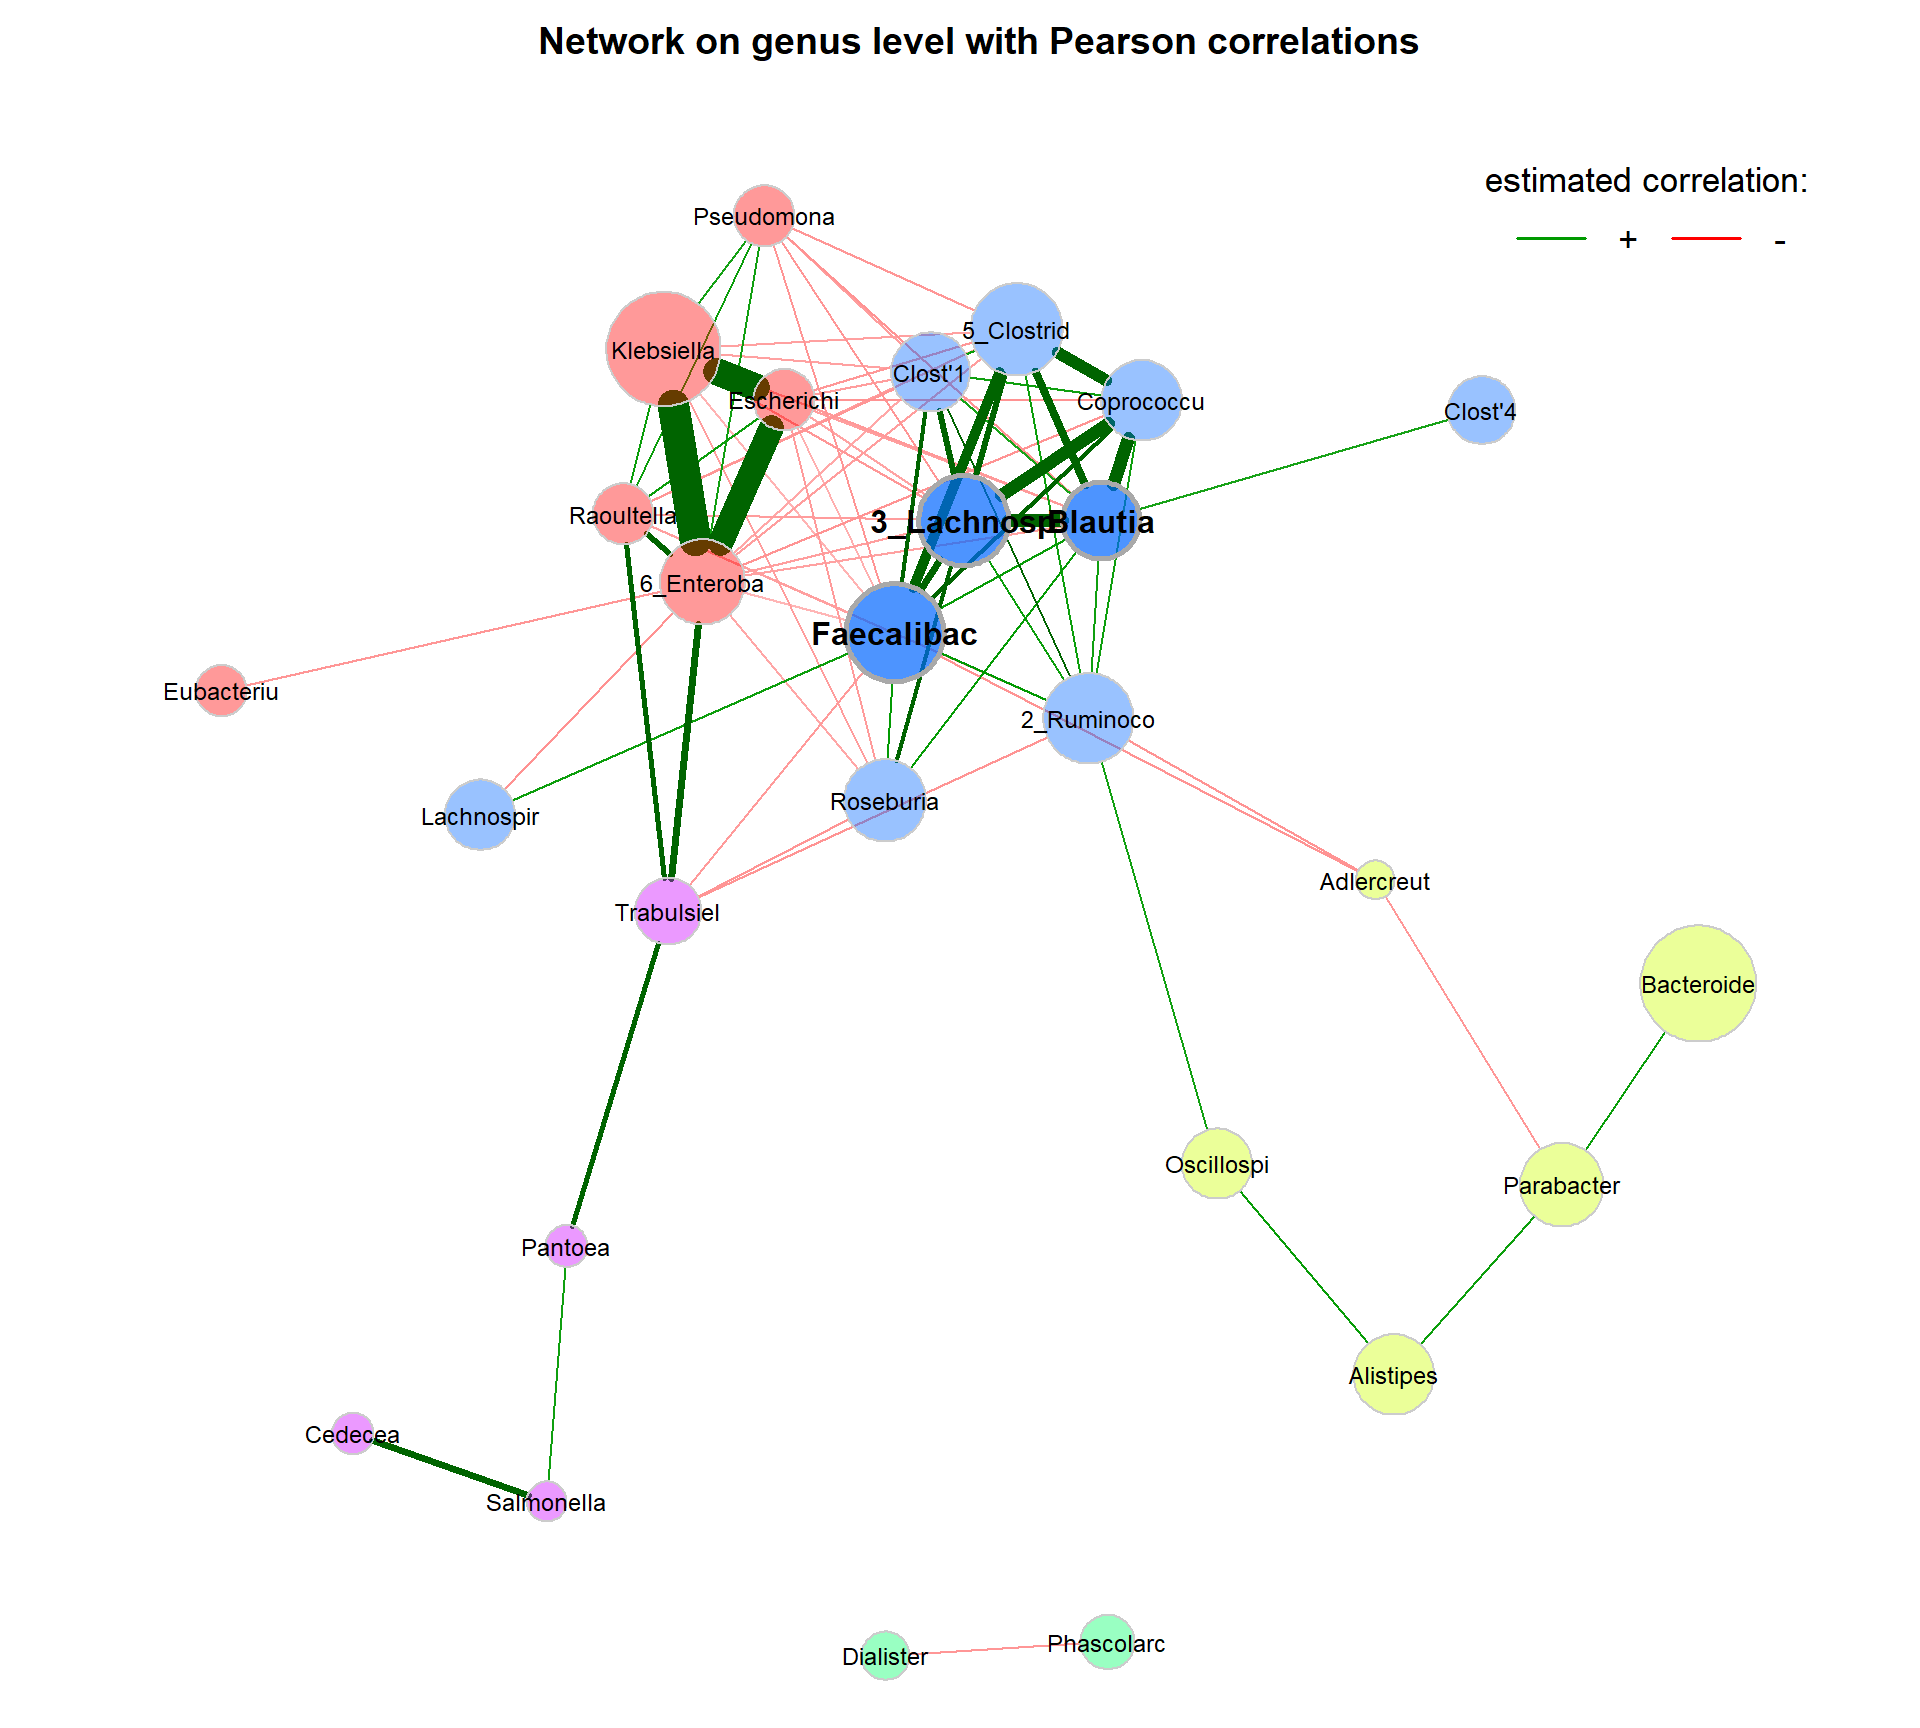 Network on genus level with Pearson correlations
estimated correlation:
+ -
Pseudomona
5_Clostrid
Klebsiella
Clost'1
Escherichi
Coprococcu
Clost'4
Raoultella
3_Lachnosp
Blautia
6_Enteroba
Faecalibac
Eubacteriu
2_Ruminoco
Roseburia
Lachnospir
Adlercreut
Trabulsiel
Bacteroide
Oscillospi
Parabacter
Pantoea
Alistipes
Cedecea
Salmonella
Phascolarc
Dialister